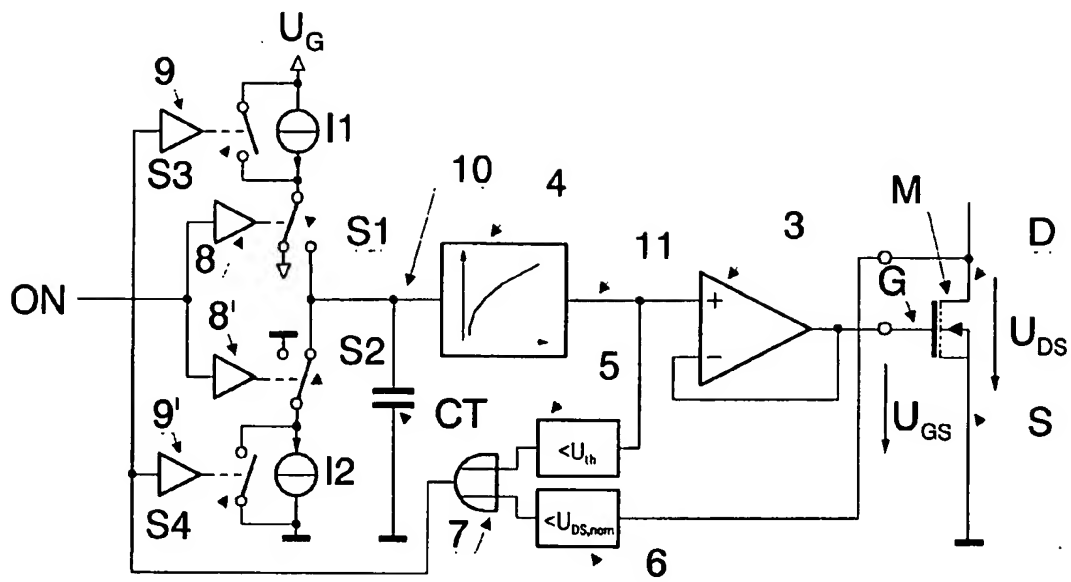 U_G
9
I1
S3
10
4
M
S1
3
D
8
11
G
ON
8'
S2
+
U_DS
5
−
9'
CT
U_GS
S
<U_th
I2
S4
7
<U_DS,nom
6